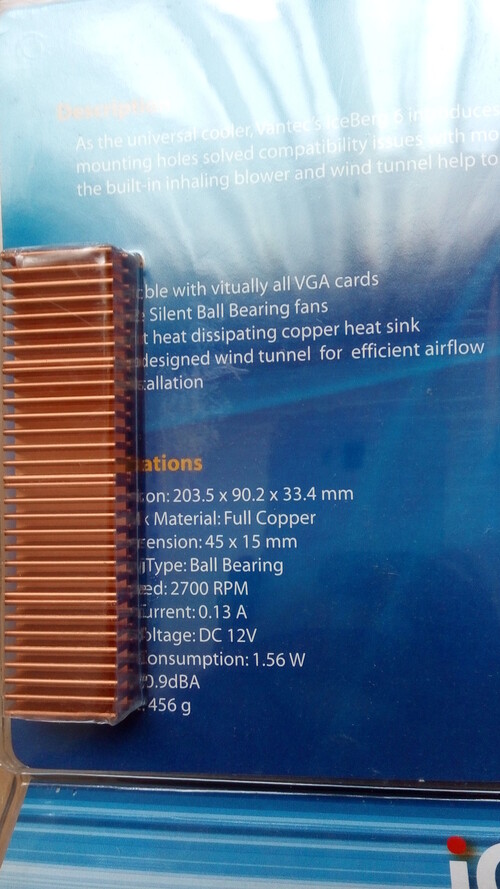 Description
As the universal cooler, Vantec's IceBerg 6 introduces
mounting holes solved compatibility issues with mo
the built-in inhaling blower and wind tunnel help to
ble with vitually all VGA cards
Silent Ball Bearing fans
t heat dissipating copper heat sink
designed wind tunnel for efficient airflow
allation
ations
on: 203.5 x 90.2 x 33.4 mm
k Material: Full Copper
ension: 45 x 15 mm
Type: Ball Bearing
ed: 2700 RPM
urrent: 0.13 A
oltage: DC 12V
onsumption: 1.56 W
0.9dBA
456 g